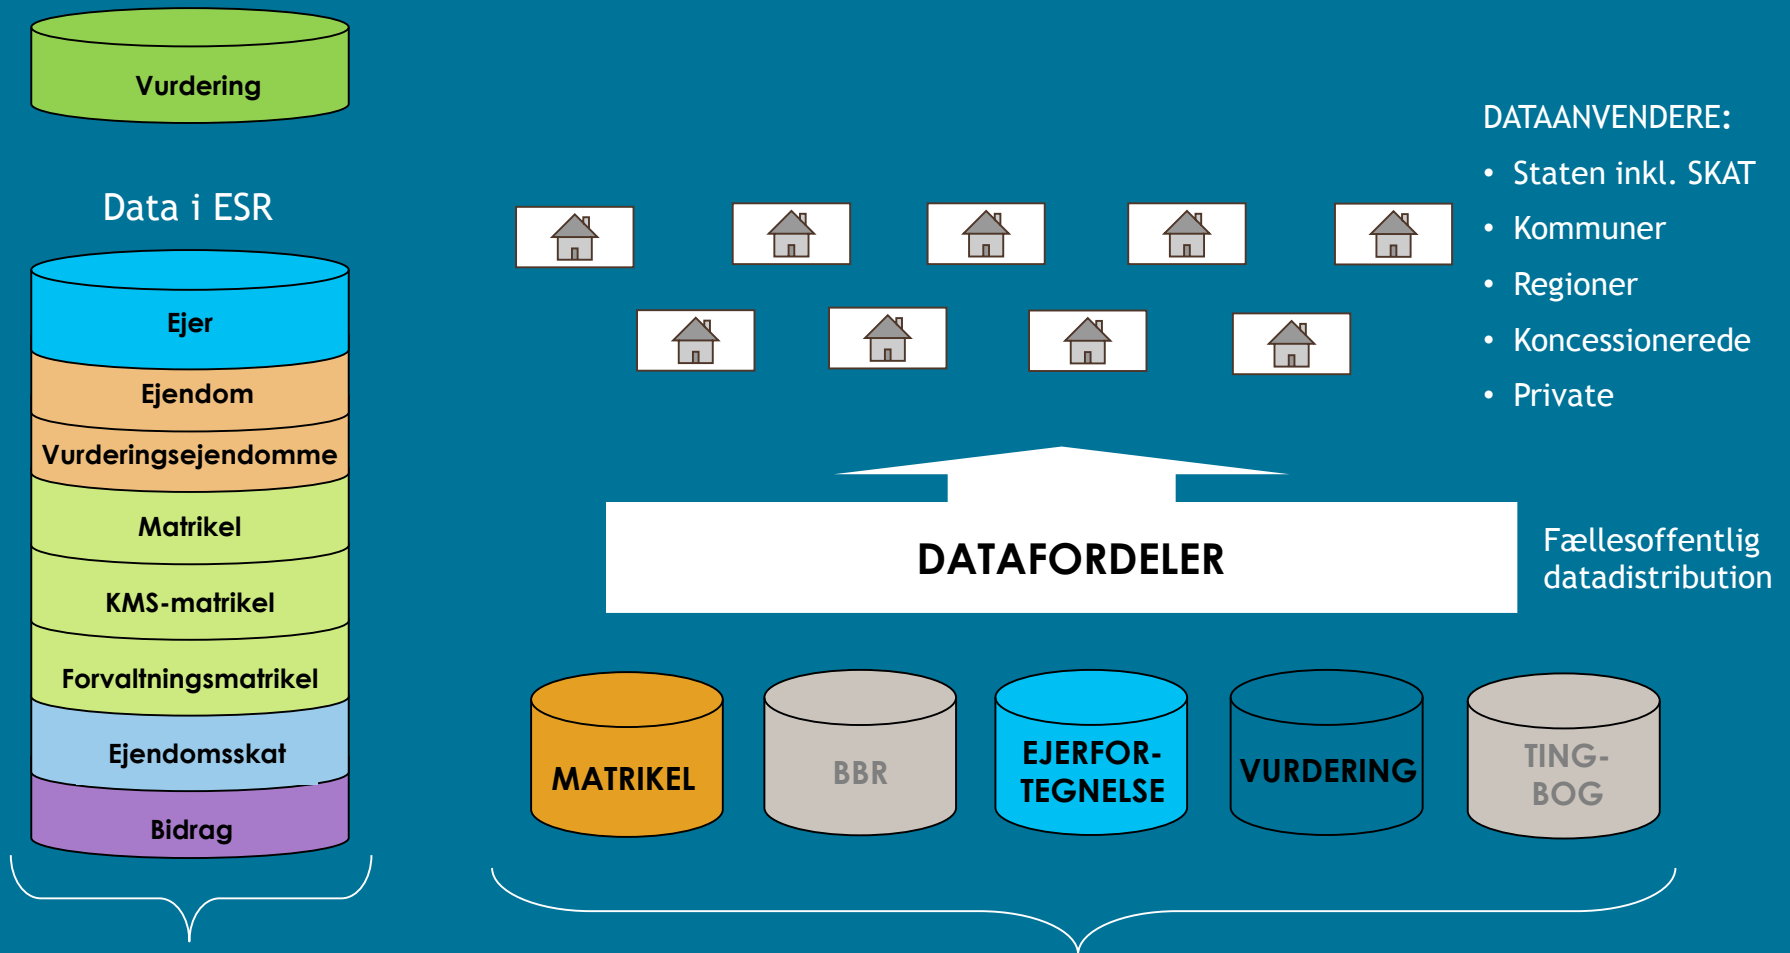 Vurdering
Data i ESR
Ejer
Ejendom
Vurderingsejendomme
Matrikel
KMS-matrikel
Forvaltningsmatrikel
Ejendomsskat
Bidrag
DATAANVENDERE:
• Staten inkl. SKAT
• Kommuner
• Regioner
• Koncessionerede
• Private
DATAFORDELER
Fællesoffentlig
datadistribution
MATRIKEL
BBR
EJERFOR-
TEGNELSE
VURDERING
TING-
BOG